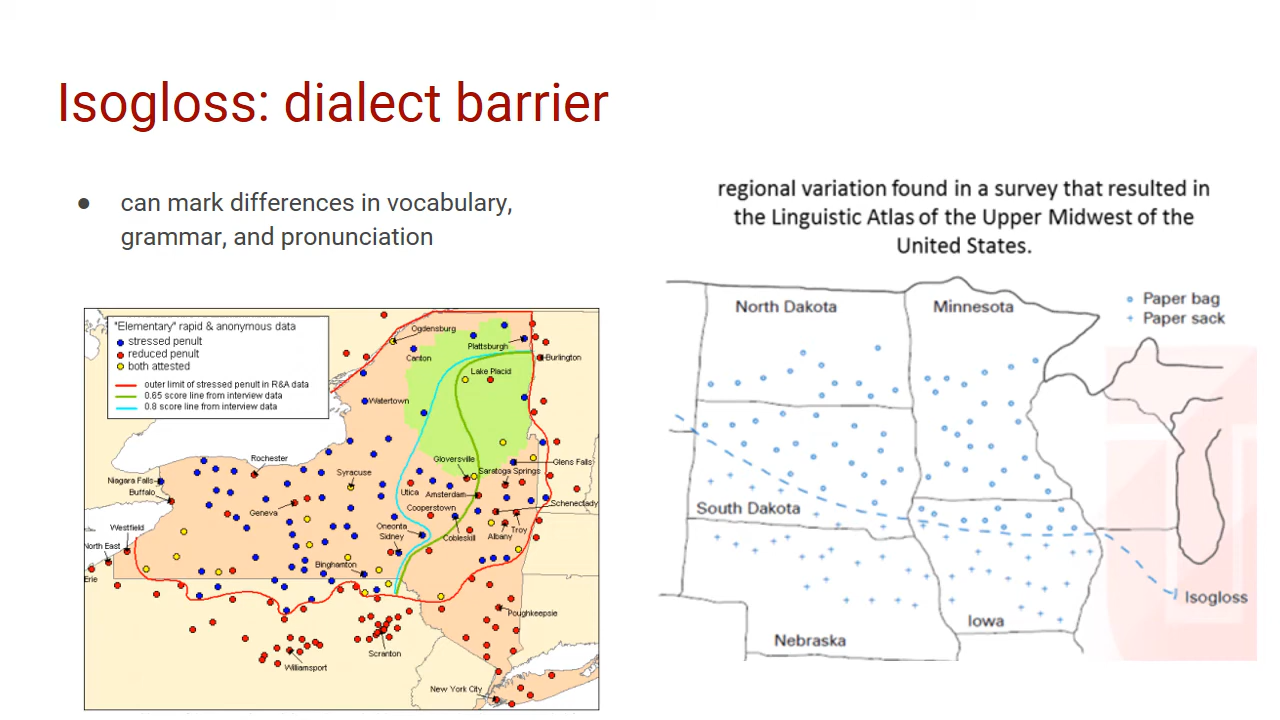 Isogloss: dialect barrier
● can mark differences in vocabulary,
grammar, and pronunciation
regional variation found in a survey that resulted in
the Linguistic Atlas of the Upper Midwest of the
United States.
"Elementary" rapid & anonymous data
stressed penult
reduced penult
both attested
outer limit of stressed penult in R&A data
0.65 score line from interview data
0.8 score line from interview data
Ogdensburg
Plattsburgh
Canton
Burlington
Lake Placid
Watertown
Rochester
Gloversville
Glens Falls
Syracuse
Saratoga Springs
Niagara Falls
Utica
Amsterdam
Buffalo
Schenectady
Geneva
Cooperstown
Westfield
Oneonta
Troy
Sidney
Cobleskill
Albany
North East
Binghamton
Erie
Poughkeepsie
Scranton
Williamsport
New York City
North Dakota
Minnesota
Paper bag
Paper sack
South Dakota
Isogloss
Iowa
Nebraska